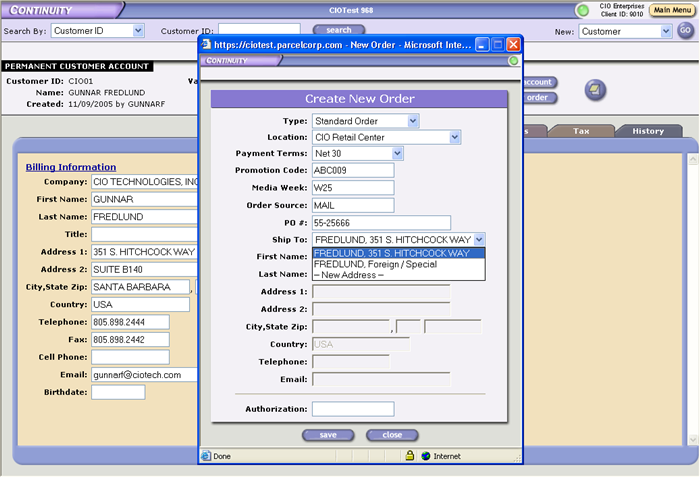 CONTINUITY
CIOTest 968
CIO Enterprises
Client ID: 9010
Main Menu
Search By: Customer ID Customer ID: search New: Customer GO
https://ciotest.parcelcorp.com - New Order - Microsoft Inte...
CONTINUITY
PERMANENT CUSTOMER ACCOUNT
Customer ID: CIO01 Va
Name: GUNNAR FREDLUND
Created: 11/09/2005 by GUNNARF
account
order
s Tax History
Billing Information
Company: CIO TECHNOLOGIES, INC
First Name: GUNNAR
Last Name: FREDLUND
Title:
Address 1: 351 S. HITCHCOCK WAY
Address 2: SUITE B140
City,State Zip: SANTA BARBARA ,
Country: USA
Telephone: 805.898.2444
Fax: 805.898.2442
Cell Phone:
Email: gunnarf@ciotech.com
Birthdate:
Create New Order
Type: Standard Order
Location: CIO Retail Center
Payment Terms: Net 30
Promotion Code: ABC009
Media Week: W25
Order Source: MAIL
PO #: 55-25666
Ship To: FREDLUND, 351 S. HITCHCOCK WAY
FREDLUND, 351 S. HITCHCOCK WAY
FREDLUND, Foreign / Special
-- New Address --
First Name:
Last Name:
Address 1:
Address 2:
City,State Zip: ,
Country: USA
Telephone:
Email:
Authorization:
save close
Done Internet